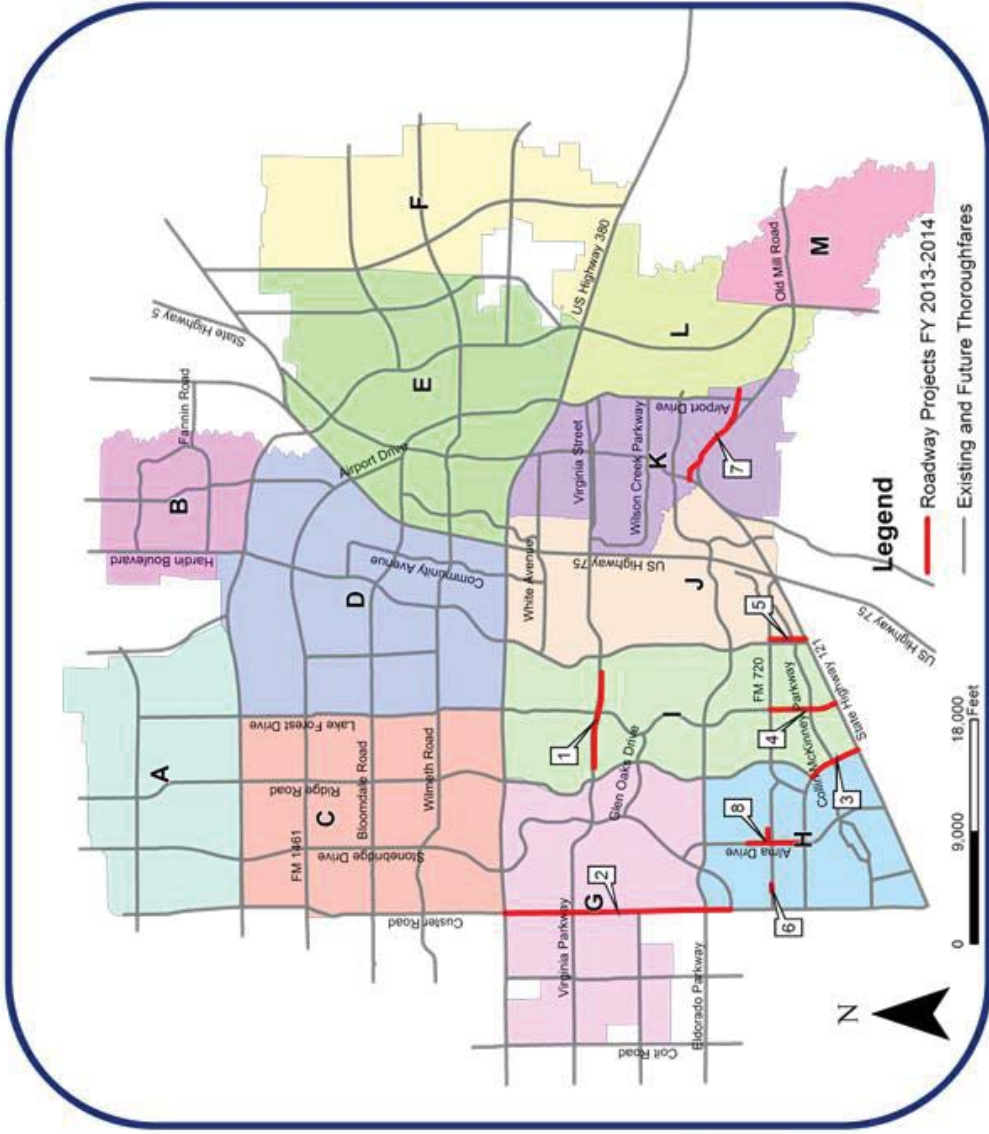 State Highway 5
Fannin Road
B
Hardin Boulevard
F
Airport Drive
E
US Highway 380
A
D
Community Avenue
Lake Forest Drive
Ridge Road
C
FM 1461
Bloomdale Road
Wilmeth Road
Stonebridge Drive
Custer Road
White Avenue
Virginia Street
Wilson Creek Parkway
K
Airport Drive
L
Old Mill Road
M
US Highway 75
J
1
I
Glen Oaks Drive
2
G
Virginia Parkway
Eldorado Parkway
Coit Road
7
5
FM 720
Collin McKinney Parkway
4
State Highway 121
US Highway 75
3
8
H
Alma Drive
6
N
0
9,000
18,000
Feet
Legend
Roadway Projects FY 2013-2014
Existing and Future Thoroughfares